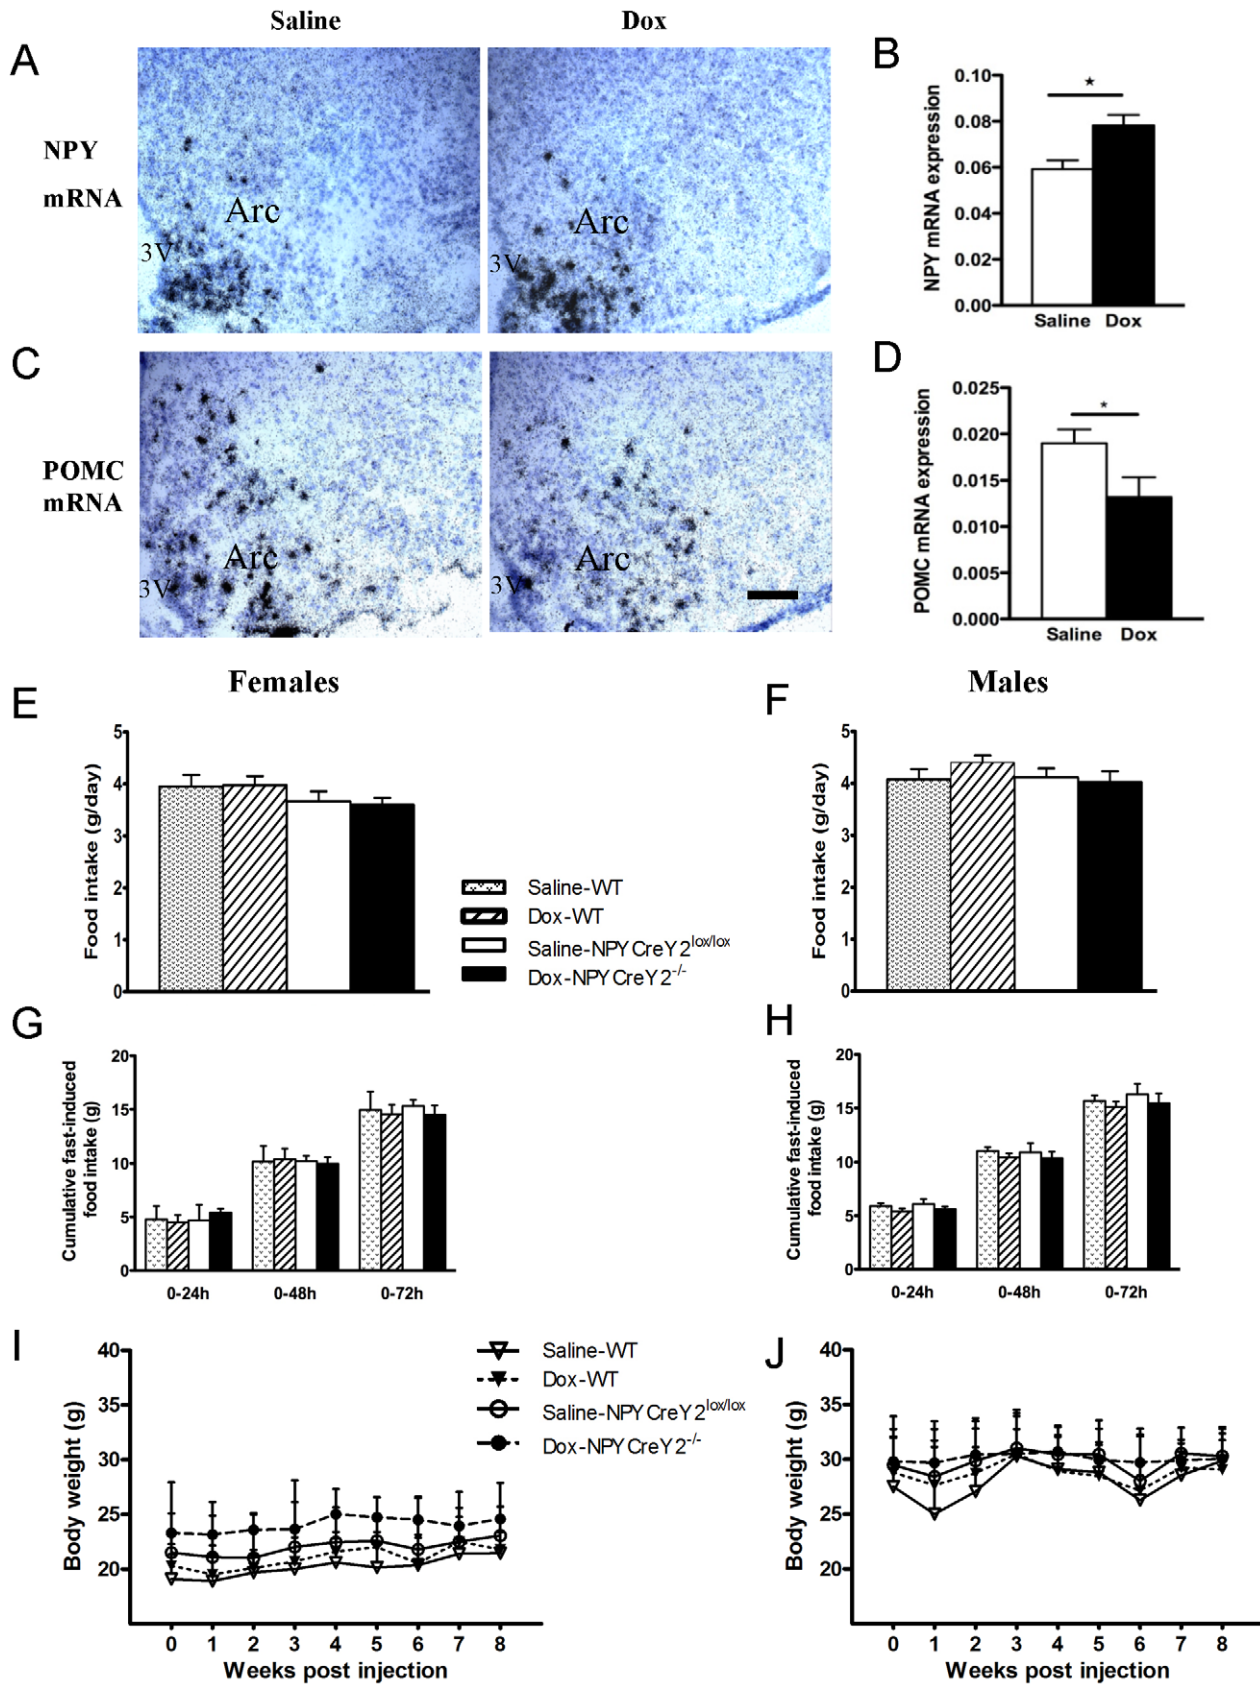 Saline
Dox
A
NPY
mRNA
Arc
3V
Arc
3V
B
NPY mRNA expression
0.10
0.08
0.06
0.04
0.02
0.00
*
Saline Dox
C
POMC
mRNA
Arc
3V
Arc
3V
D
POMC mRNA expression
0.025
0.020
0.015
0.010
0.005
0.000
*
Saline Dox
Females
Males
E
Food intake (g/day)
5
4
3
2
1
0
Saline-WT
Dox-WT
Saline-NPYCreY2lox/lox
Dox-NPYCreY2-/-
F
Food intake (g/day)
5
4
3
2
1
0
G
Cumulative fast-induced
food intake (g)
20
15
10
5
0
0-24h 0-48h 0-72h
H
Cumulative fast-induced
food intake (g)
20
15
10
5
0
0-24h 0-48h 0-72h
I
Body weight (g)
40
35
30
25
20
0 1 2 3 4 5 6 7 8
Weeks post injection
Saline-WT
Dox-WT
Saline-NPYCreY2lox/lox
Dox-NPYCreY2-/-
J
Body weight (g)
40
35
30
25
20
0 1 2 3 4 5 6 7 8
Weeks post injection